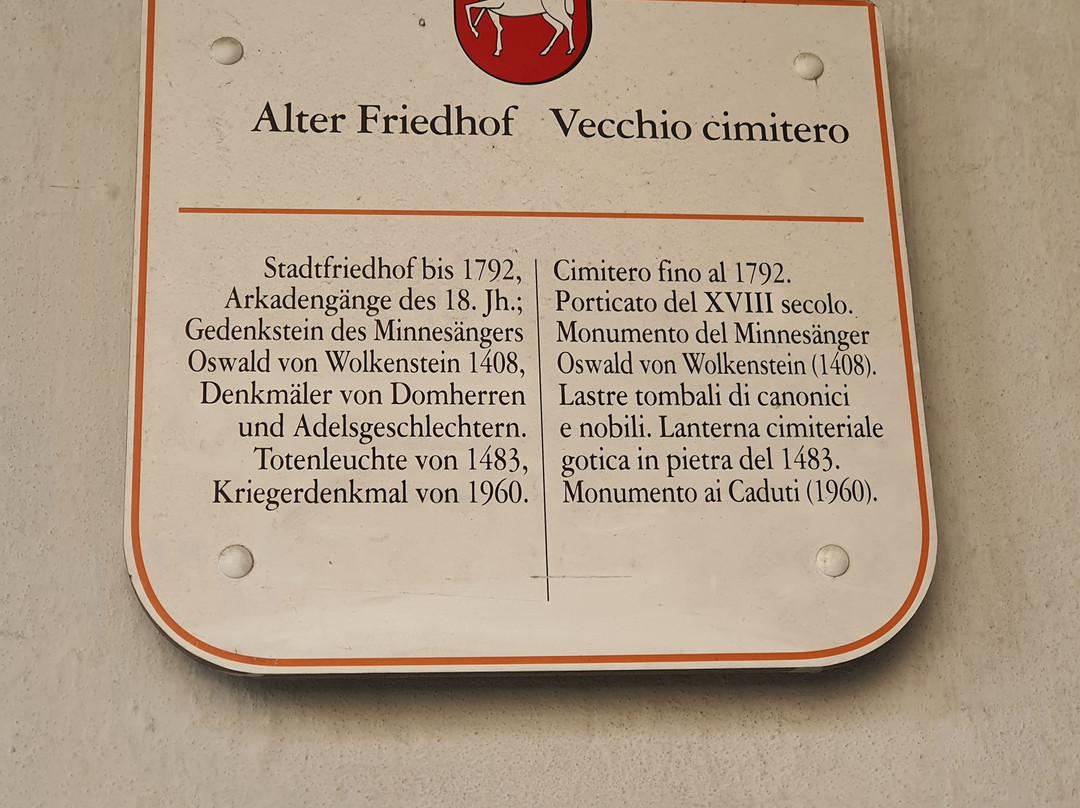 Alter Friedhof
Stadtfriedhof bis 1792,
Arkadengänge des 18. Jh.;
Gedenkstein des Minnesängers
Oswald von Wolkenstein 1408,
Denkmäler von Domherren
und Adelsgeschlechtern.
Totenleuchte von 1483,
Kriegerdenkmal von 1960.
Vecchio cimitero
Cimitero fino al 1792.
Porticato del XVIII secolo.
Monumento del Minnesänger
Oswald von Wolkenstein (1408).
Lastre tombali di canonici
e nobili. Lanterna cimiteriale
gotica in pietra del 1483.
Monumento ai Caduti (1960).